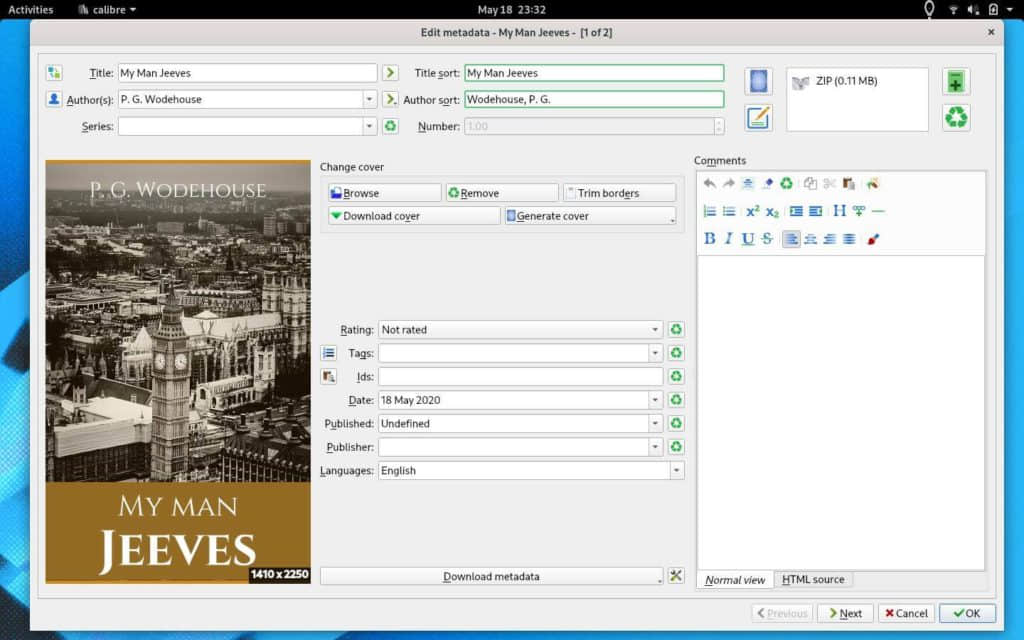 Activities calibre May 18 23:32
Edit metadata - My Man Jeeves - [1 of 2]
Title: My Man Jeeves Title sort: My Man Jeeves
ZIP (0.11 MB)
Author(s): P. G. Wodehouse Author sort: Wodehouse, P. G.
Series: Number: 1.00
P. G. WODEHOUSE
MY MAN
JEEVES
1410 x 2250
Change cover
Browse Remove Trim borders
Download cover Generate cover
Rating: Not rated
Tags:
Ids:
Date: 18 May 2020
Published: Undefined
Publisher:
Languages: English
Download metadata
Comments
Normal view HTML source
Previous Next Cancel OK